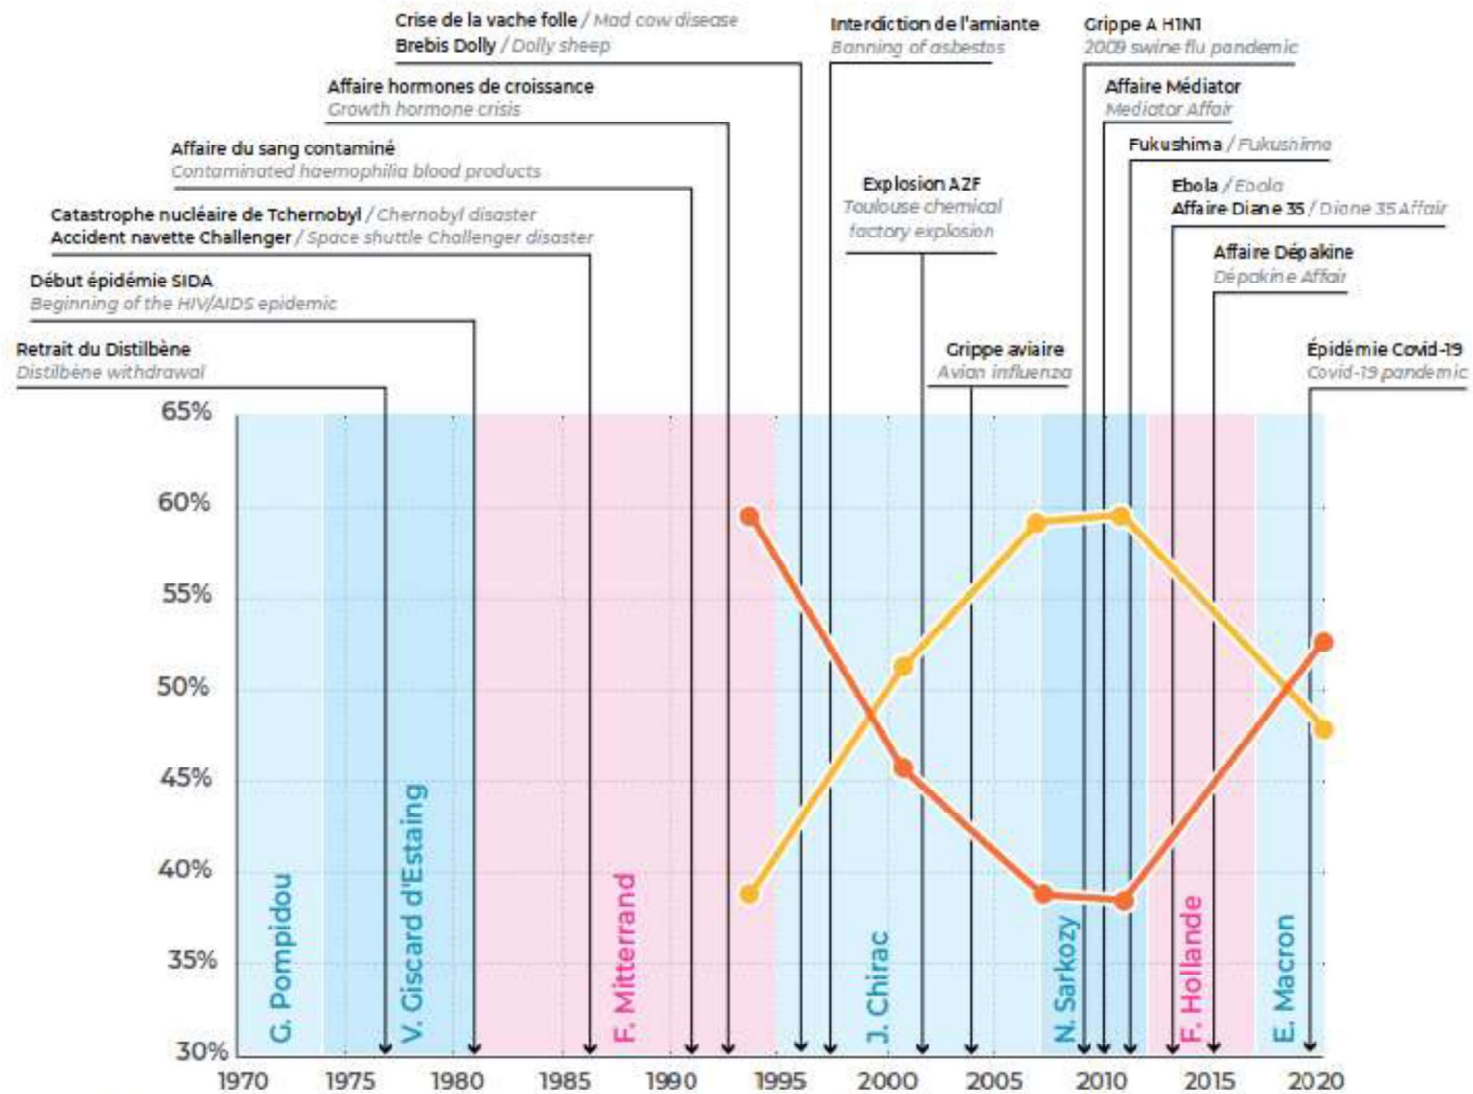 Crise de la vache folle / Mad cow disease
Brebis Dolly / Dolly sheep
Interdiction de l'amiante
Banning of asbestos
Grippe A H1N1
2009 swine flu pandemic
Affaire hormones de croissance
Growth hormone crisis
Affaire Médiator
Mediator Affair
Affaire du sang contaminé
Contaminated haemophilia blood products
Fukushima / Fukushima
Explosion AZF
Toulouse chemical
factory explosion
Ebola / Ebola
Affaire Diane 35 / Diane 35 Affair
Catastrophe nucléaire de Tchernobyl / Chernobyl disaster
Accident navette Challenger / Space shuttle Challenger disaster
Affaire Dépakine
Dépakine Affair
Début épidémie SIDA
Beginning of the HIV/AIDS epidemic
Retrait du Distilbène
Distilbène withdrawal
Grippe aviaire
Avian influenza
Épidémie Covid-19
Covid-19 pandemic
65%
60%
55%
50%
45%
40%
35%
30%
G. Pompidou
V. Giscard d'Estaing
F. Mitterrand
J. Chirac
N. Sarkozy
F. Hollande
E. Macron
1970 1975 1980 1985 1990 1995 2000 2005 2010 2015 2020